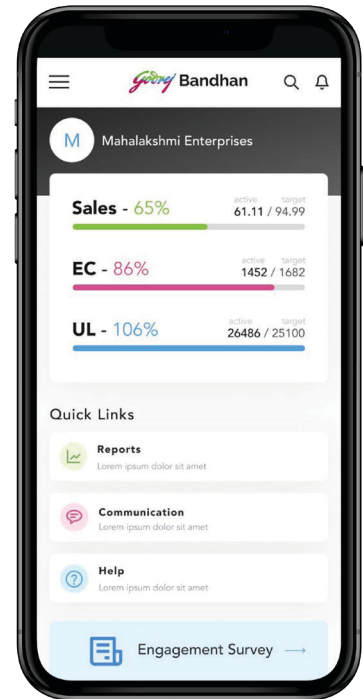 Godrej Bandhan
M Mahalakshmi Enterprises
Sales - 65%
active target
61.11 / 94.99
EC - 86%
active target
1452 / 1682
UL - 106%
active target
26486 / 25100
Quick Links
Reports
Lorem ipsum dolor sit amet
Communication
Lorem ipsum dolor sit amet
Help
Lorem ipsum dolor sit amet
Engagement Survey →